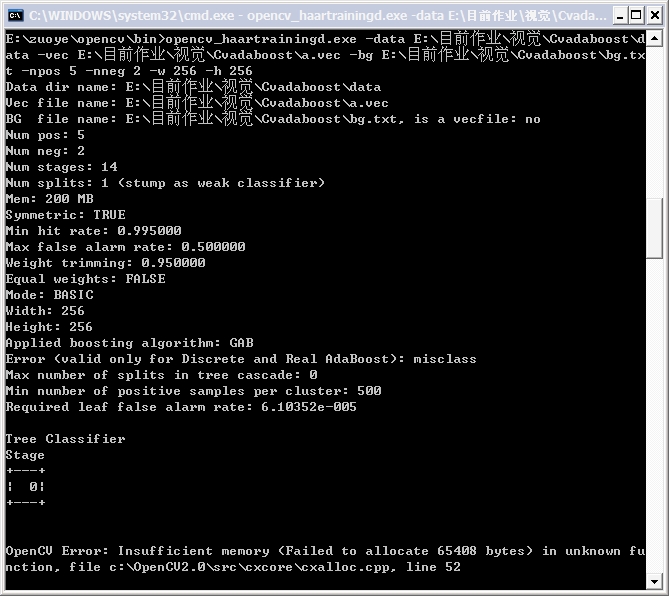 C:\WINDOWS\system32\cmd.exe - opencv_haartrainingd.exe -data E:\目前作业\视觉\Cvada...
E:\zuoye\opencv\bin>opencv_haartrainingd.exe -data E:\目前作业\视觉\Cvadaboost\d
ata -vec E:\目前作业\视觉\Cvadaboost\a.vec -bg E:\目前作业\视觉\Cvadaboost\bg.tx
t -npos 5 -nneg 2 -w 256 -h 256
Data dir name: E:\目前作业\视觉\Cvadaboost\data
Vec file name: E:\目前作业\视觉\Cvadaboost\a.vec
BG  file name: E:\目前作业\视觉\Cvadaboost\bg.txt, is a vecfile: no
Num pos: 5
Num neg: 2
Num stages: 14
Num splits: 1 (stump as weak classifier)
Mem: 200 MB
Symmetric: TRUE
Min hit rate: 0.995000
Max false alarm rate: 0.500000
Weight trimming: 0.950000
Equal weights: FALSE
Mode: BASIC
Width: 256
Height: 256
Applied boosting algorithm: GAB
Error (valid only for Discrete and Real AdaBoost): misclass
Max number of splits in tree cascade: 0
Min number of positive samples per cluster: 500
Required leaf false alarm rate: 6.10352e-005
Tree Classifier
Stage
+---+
¦  0¦
+---+
OpenCV Error: Insufficient memory (Failed to allocate 65408 bytes) in unknown fu
nction, file c:\OpenCV2.0\src\cxcore\cxalloc.cpp, line 52